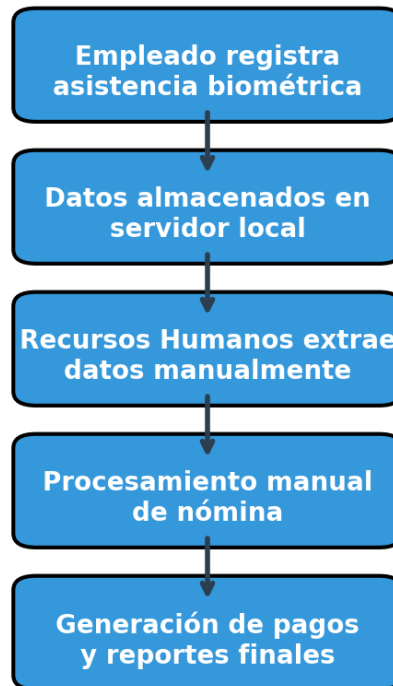 Empleado registra
asistencia biométrica
Datos almacenados en
servidor local
Recursos Humanos extrae
datos manualmente
Procesamiento manual
de nómina
Generación de pagos
y reportes finales